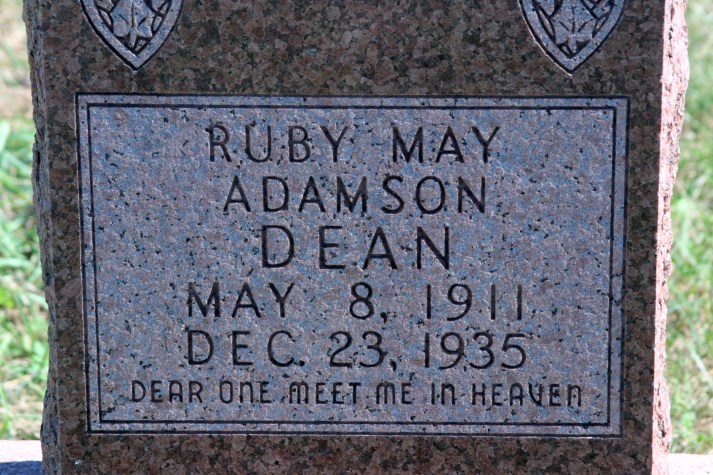 RUBY MAY
ADAMSON
DEAN
MAY 8, 1911
DEC. 23, 1935
DEAR ONE MEET ME IN HEAVEN